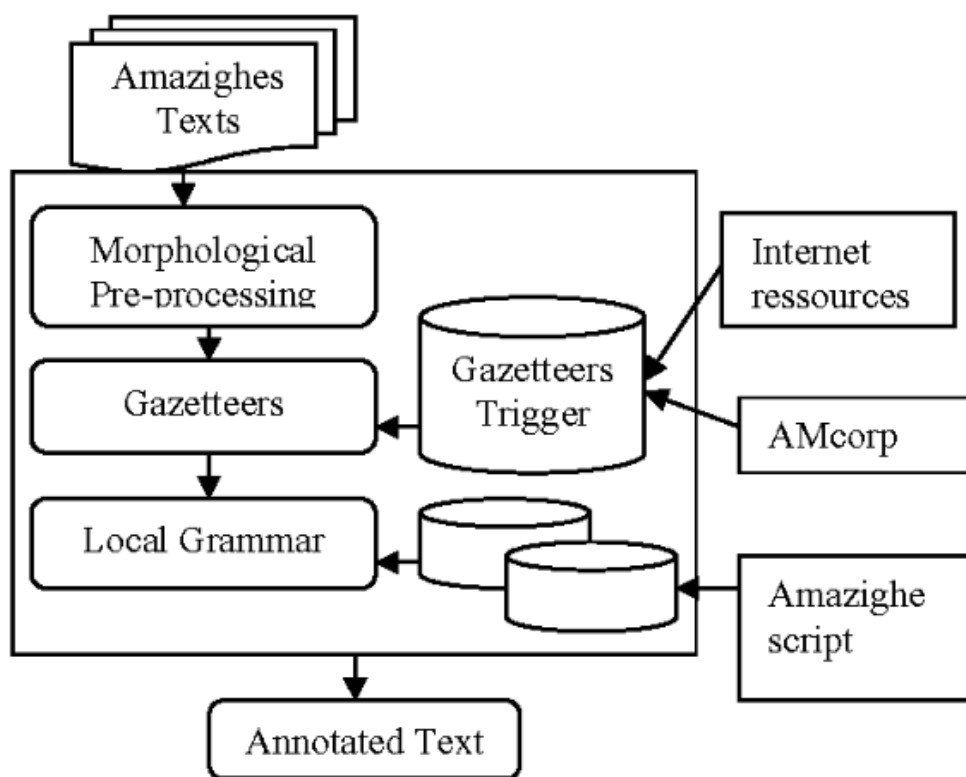 Amazighes
Texts
Morphological
Pre-processing
Internet
ressources
Gazetteers
Trigger
Gazetteers
AMcorp
Local Grammar
Amazighe
script
Annotated Text